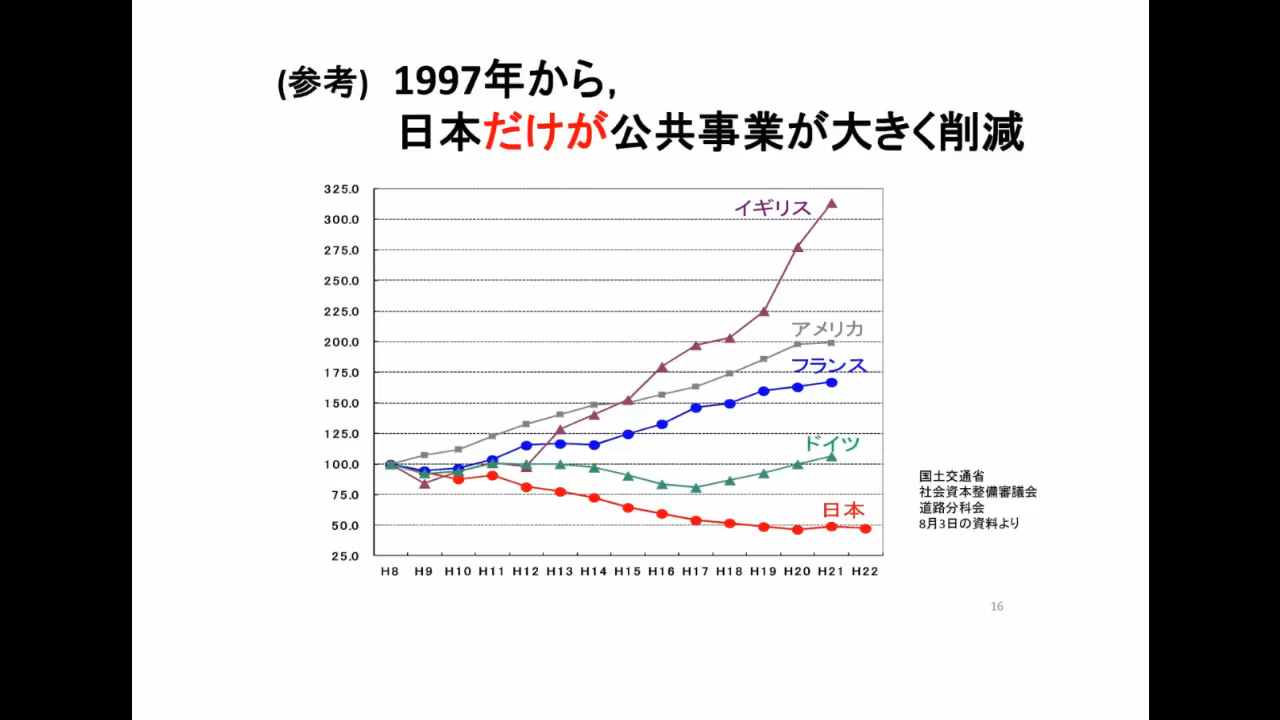 (参考) 1997年から,
日本だけが公共事業が大きく削減
325.0
300.0
275.0
250.0
225.0
200.0
175.0
150.0
125.0
100.0
75.0
50.0
25.0
イギリス
アメリカ
フランス
ドイツ
日本
H8 H9 H10 H11 H12 H13 H14 H15 H16 H17 H18 H19 H20 H21 H22
国土交通省
社会資本整備審議会
道路分科会
8月3日の資料より
16